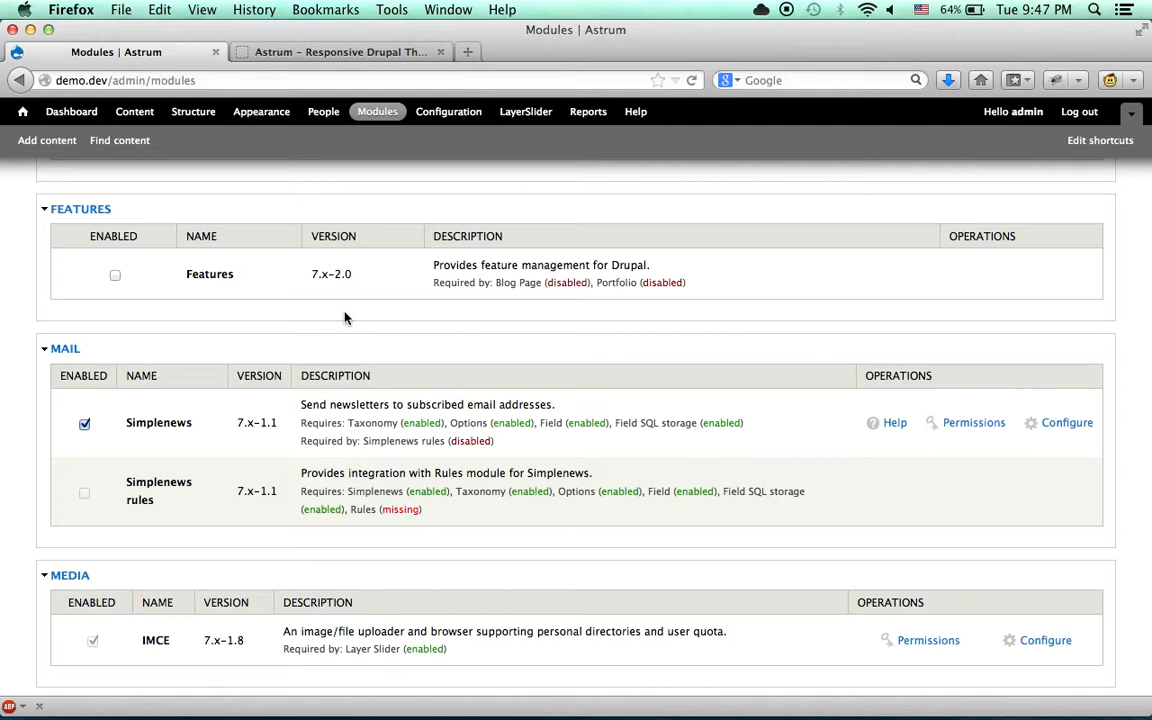 Firefox File Edit View History Bookmarks Tools Window Help 64% Tue 9:47 PM
Modules | Astrum
Modules | Astrum Astrum – Responsive Drupal Th...
demo.dev/admin/modules Google
Dashboard Content Structure Appearance People Modules Configuration LayerSlider Reports Help Hello admin Log out
Add content Find content Edit shortcuts
FEATURES
ENABLED NAME VERSION DESCRIPTION OPERATIONS
Features 7.x-2.0 Provides feature management for Drupal.
Required by: Blog Page (disabled), Portfolio (disabled)
MAIL
ENABLED NAME VERSION DESCRIPTION OPERATIONS
Simplenews 7.x-1.1 Send newsletters to subscribed email addresses.
Requires: Taxonomy (enabled), Options (enabled), Field (enabled), Field SQL storage (enabled)
Required by: Simplenews rules (disabled)
Help Permissions Configure
Simplenews rules 7.x-1.1 Provides integration with Rules module for Simplenews.
Requires: Simplenews (enabled), Taxonomy (enabled), Options (enabled), Field (enabled), Field SQL storage
(enabled), Rules (missing)
MEDIA
ENABLED NAME VERSION DESCRIPTION OPERATIONS
IMCE 7.x-1.8 An image/file uploader and browser supporting personal directories and user quota.
Required by: Layer Slider (enabled)
Permissions Configure
ABP